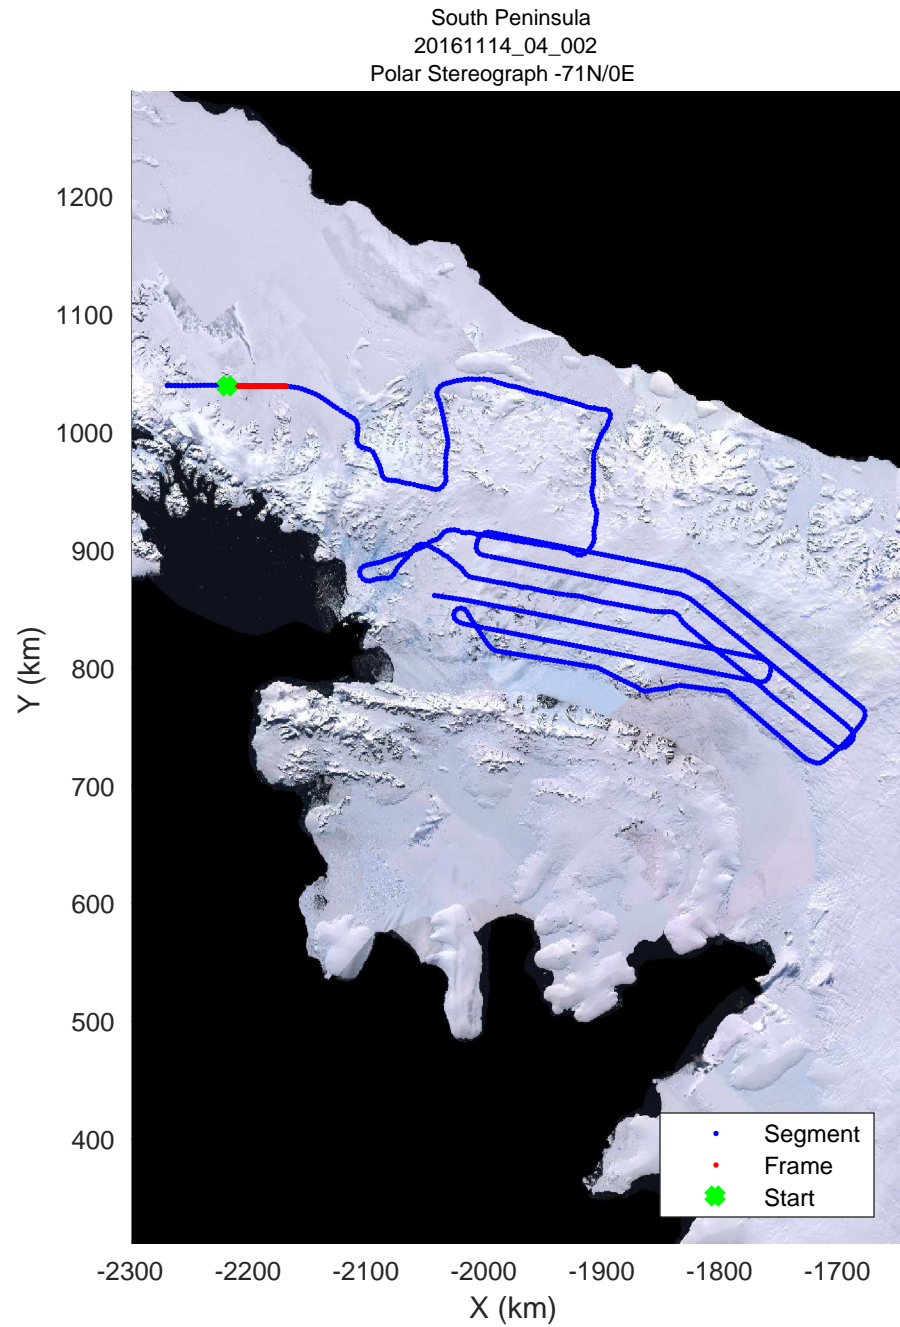 South Peninsula
20161114_04_002
Polar Stereograph -71N/0E
1200
1100
1000
900
800
700
600
500
400
Y (km)
Segment
Frame
Start
-2300 -2200 -2100 -2000 -1900 -1800 -1700
X (km)